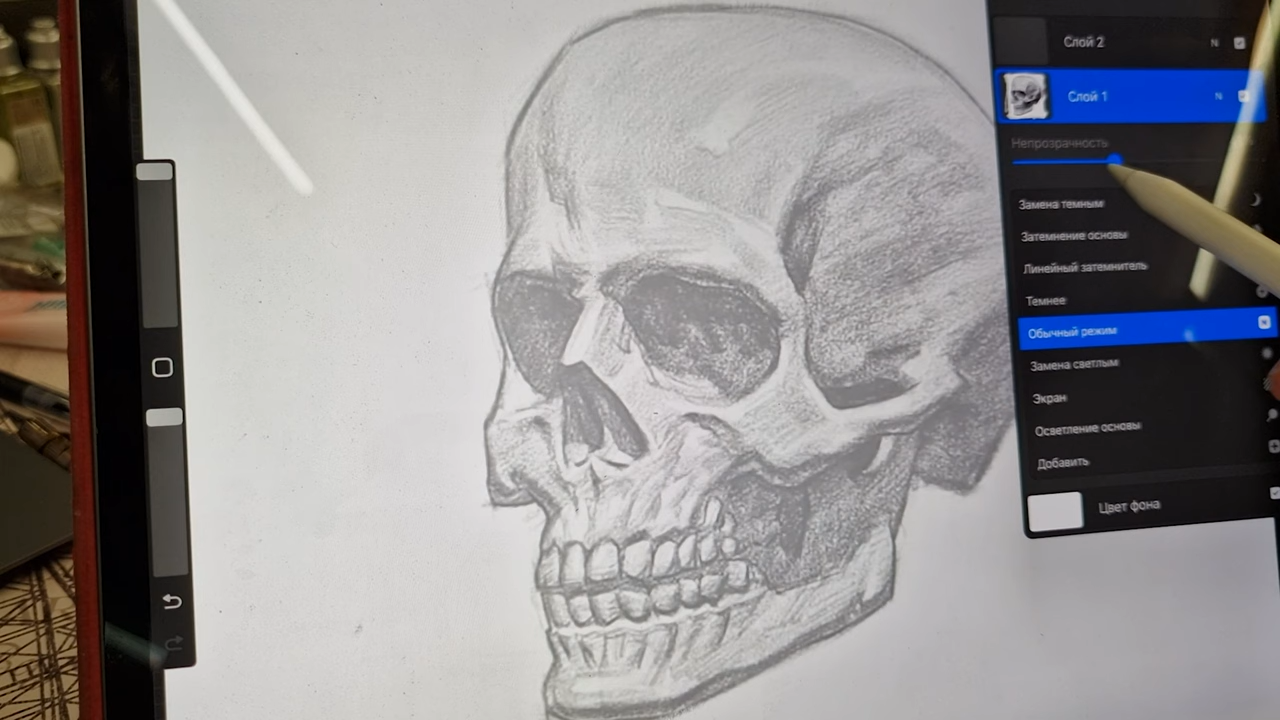 Слой 2 N
Слой 1 N
Непрозрачность
Замена темным
Затемнение основы
Линейный затемнитель
Темнее
Обычный режим N
Замена светлым
Экран
Осветление основы
Добавить
Цвет фона